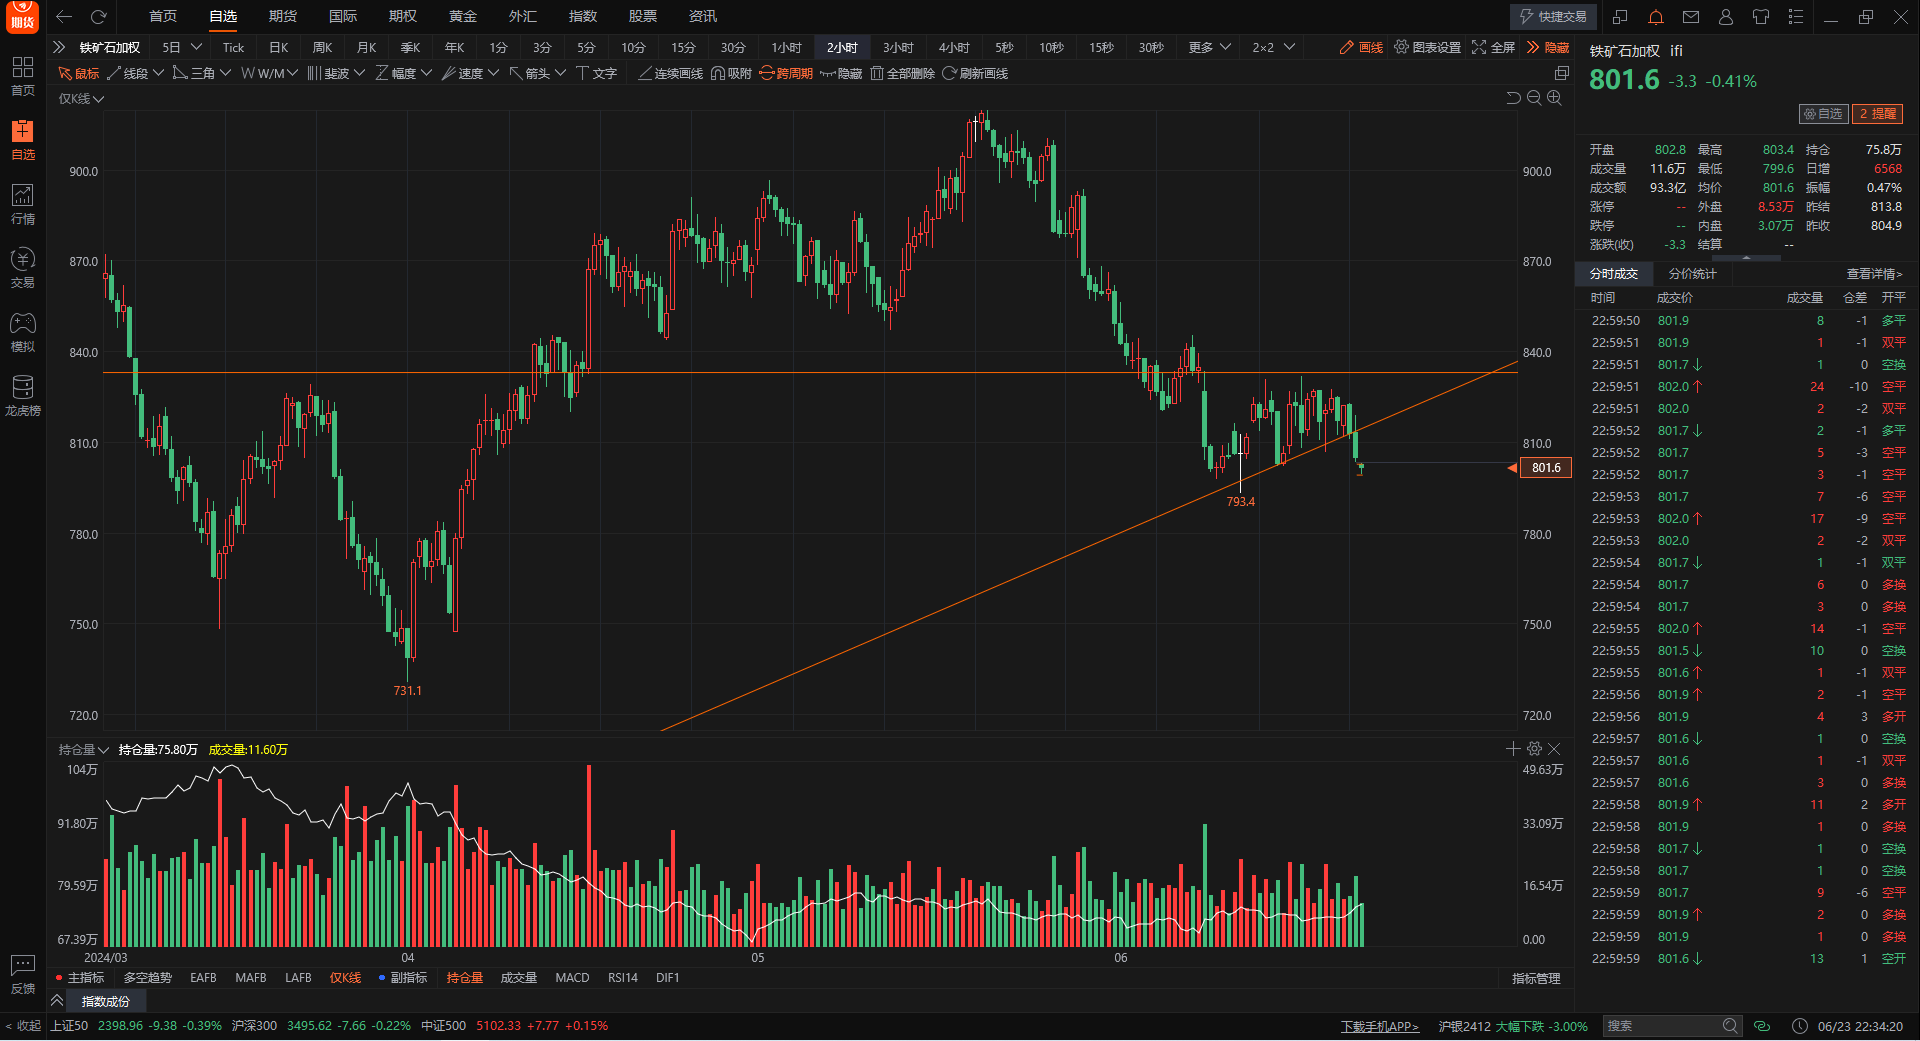 期货 首页 自选 期货 国际 期权 黄金 外汇 指数 股票 资讯 快捷交易
铁矿石加权 5日 Tick 日K 周K 月K 季K 年K 1分 3分 5分 10分 15分 30分 1小时 2小时 3小时 4小时 5秒 10秒 15秒 30秒 更多 2×2 画线 图表设置 全屏 隐藏
鼠标 线段 三角 W/M 斐波 幅度 速度 箭头 文字 连续画线 吸附 跨周期 隐藏 全部删除 刷新画线
仅K线
首页
自选
行情
交易
模拟
龙虎榜
反馈
< 收起
900.0 900.0
870.0 870.0
840.0 840.0
810.0 810.0
801.6
793.4
780.0 780.0
750.0 750.0
731.1
720.0 720.0
持仓量 持仓量:75.80万 成交量:11.60万
104万 49.63万
91.80万 33.09万
79.59万 16.54万
67.39万 0.00
2024/03 04 05 06
主指标 多空趋势 EAFB MAFB LAFB 仅K线 副指标 持仓量 成交量 MACD RSI14 DIF1 指标管理
指数成份
铁矿石加权 ifi
801.6 -3.3 -0.41%
自选 2 提醒
开盘 802.8 最高 803.4 持仓 75.8万
成交量 11.6万 最低 799.6 日增 6568
成交额 93.3亿 均价 801.6 振幅 0.47%
涨停 -- 外盘 8.53万 昨结 813.8
跌停 -- 内盘 3.07万 昨收 804.9
涨跌(收) -3.3 结算 --
分时成交 分价统计 查看详情>
时间 成交价 成交量 仓差 开平
22:59:50 801.9 8 -1 多平
22:59:51 801.9 1 -1 双平
22:59:51 801.7↓ 1 0 空换
22:59:51 802.0↑ 24 -10 空平
22:59:51 802.0 2 -2 双平
22:59:52 801.7↓ 2 -1 多平
22:59:52 801.7 5 -3 空平
22:59:52 801.7 3 -1 空平
22:59:53 801.7 7 -6 空平
22:59:53 802.0↑ 17 -9 空平
22:59:53 802.0 2 -2 双平
22:59:54 801.7↓ 1 -1 双平
22:59:54 801.7 6 0 多换
22:59:54 801.7 3 0 多换
22:59:55 802.0↑ 14 -1 空平
22:59:55 801.5↓ 10 0 空换
22:59:55 801.6↑ 1 -1 双平
22:59:56 801.9↑ 2 -1 空平
22:59:56 801.9 4 3 多开
22:59:57 801.6↓ 1 0 空换
22:59:57 801.6 1 -1 双平
22:59:57 801.6 3 0 多换
22:59:58 801.9↑ 11 2 多开
22:59:58 801.9 1 0 多换
22:59:58 801.7↓ 1 0 空换
22:59:58 801.7 1 0 空换
22:59:59 801.7 9 -6 空平
22:59:59 801.9↑ 2 0 多换
22:59:59 801.9 1 0 多换
22:59:59 801.6↓ 13 1 空开
上证50 2398.96 -9.38 -0.39% 沪深300 3495.62 -7.66 -0.22% 中证500 5102.33 +7.77 +0.15% 下载手机APP> 沪银2412 大幅下跌 -3.00% 搜索 06/23 22:34:20